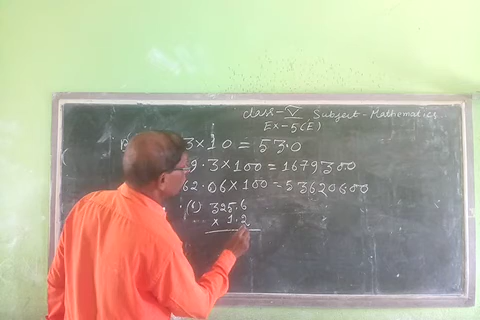 Class-V Subject-Mathematics
Ex-5(E)
3×10=53.0
9.3×100=1679300
62.06×100=53620600
(i) 325.6
× 1.2